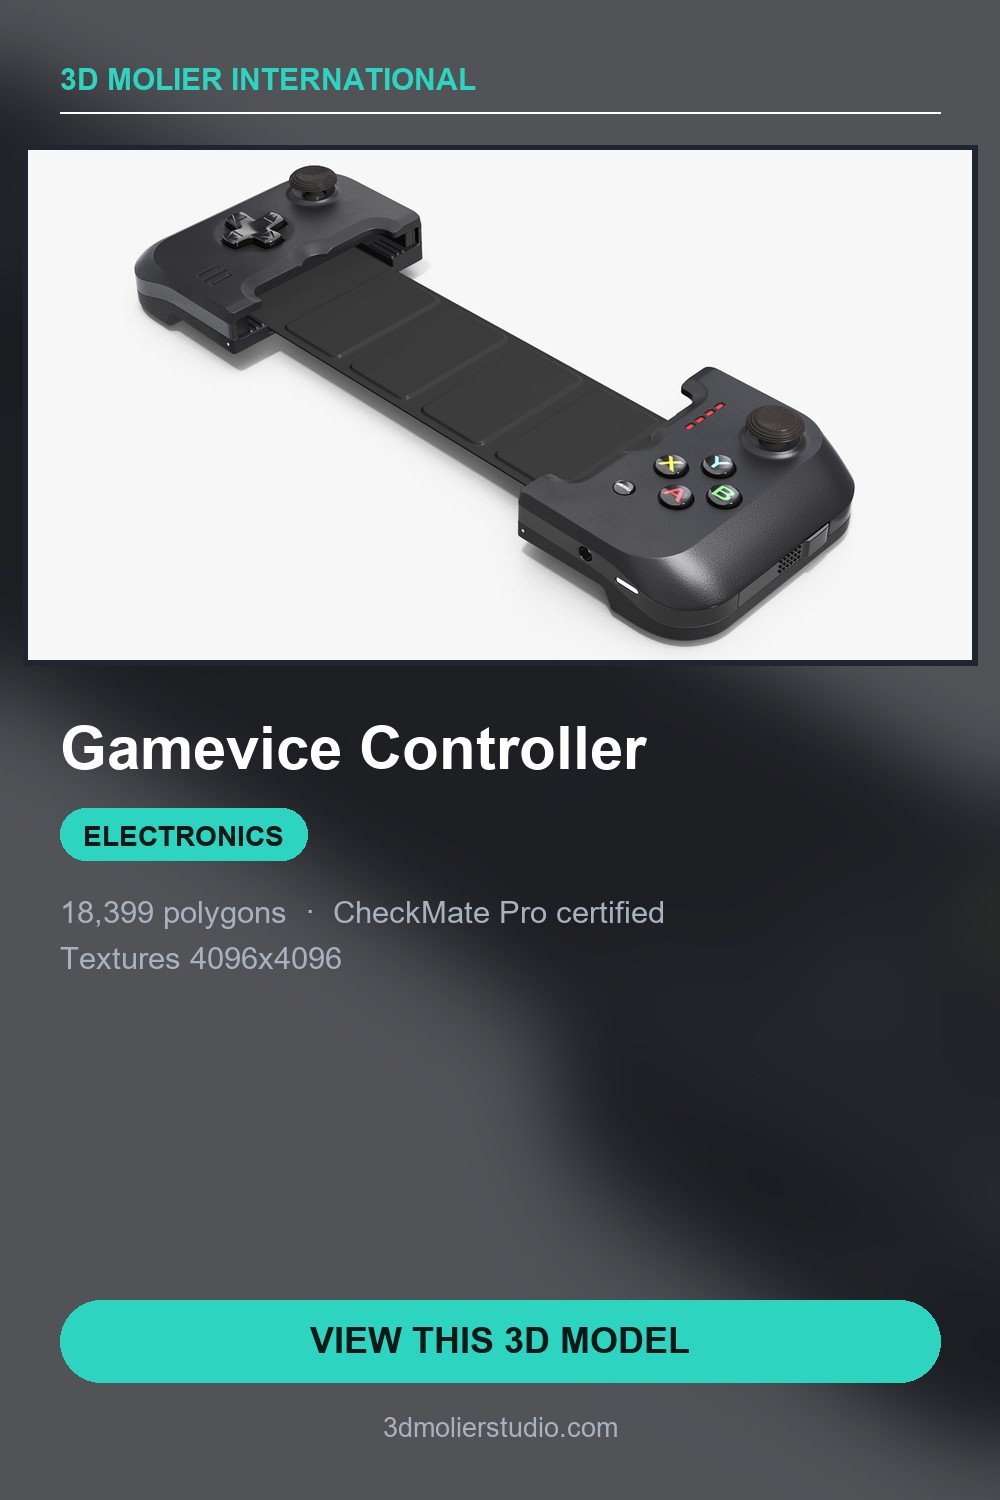 3D MOLIER INTERNATIONAL
X Y
A B
Gamevice Controller
ELECTRONICS
18,399 polygons · CheckMate Pro certified
Textures 4096x4096
VIEW THIS 3D MODEL
3dmolierstudio.com